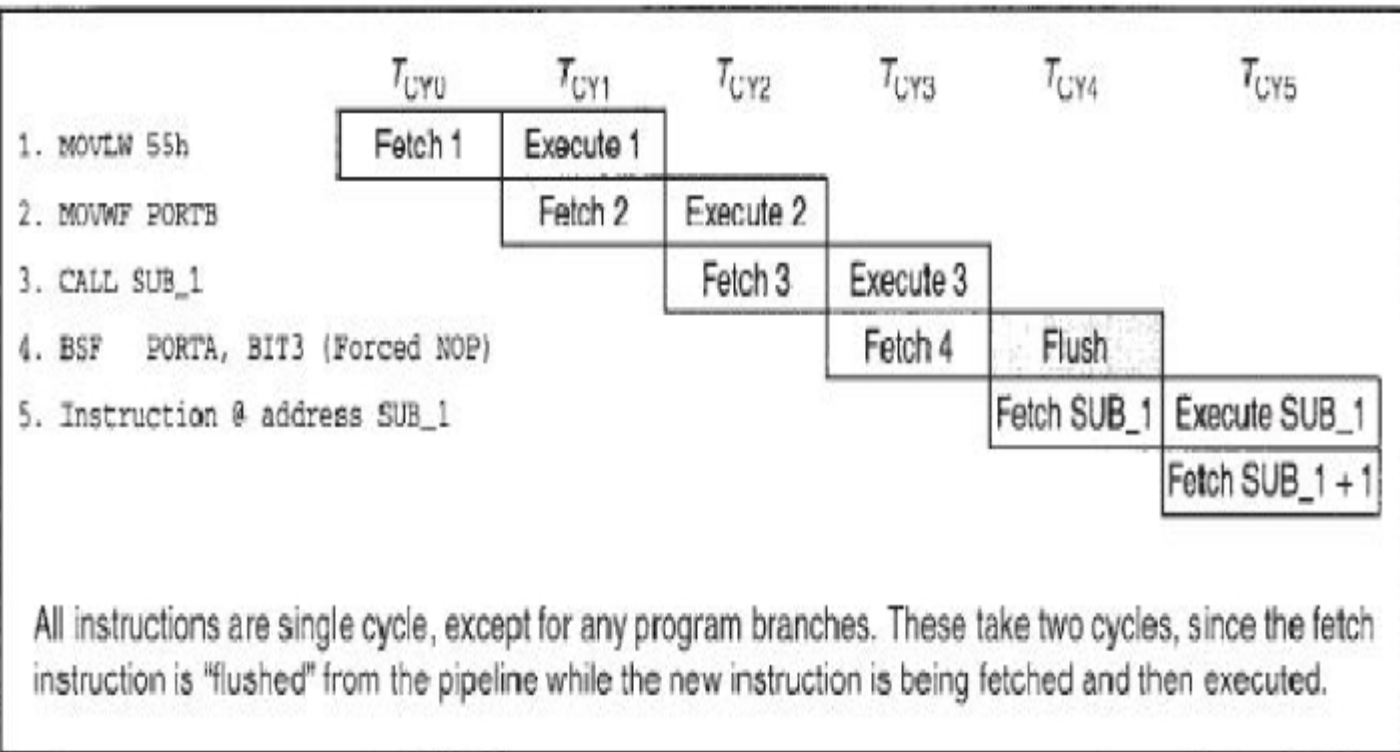 TCY0 TCY1 TCY2 TCY3 TCY4 TCY5
1. MOVLW 55h Fetch 1 Execute 1
2. MOVWF PORTB Fetch 2 Execute 2
3. CALL SUB_1 Fetch 3 Execute 3
4. BSF PORTA, BIT3 (Forced NOP) Fetch 4 Flush
5. Instruction @ address SUB_1 Fetch SUB_1 Execute SUB_1
Fetch SUB_1 + 1
All instructions are single cycle, except for any program branches. These take two cycles, since the fetch
instruction is "flushed" from the pipeline while the new instruction is being fetched and then executed.